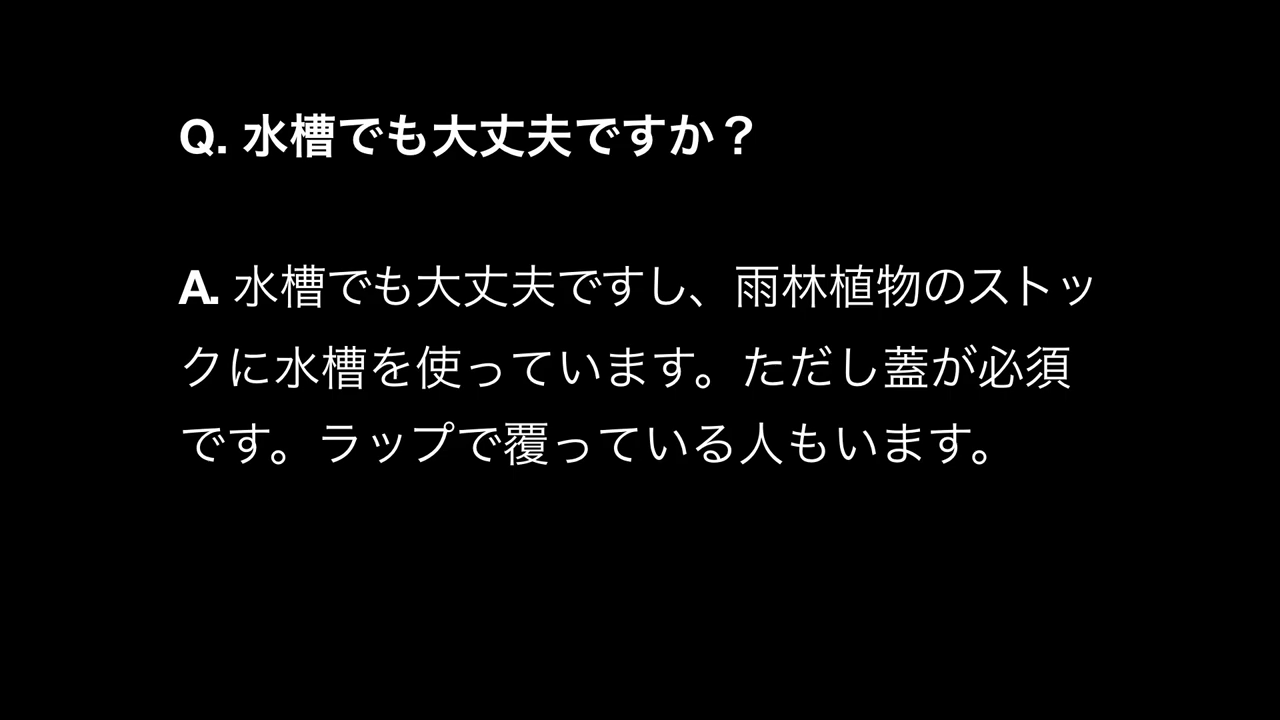 Q. 水槽でも大丈夫ですか？
A. 水槽でも大丈夫ですし、雨林植物のストッ
クに水槽を使っています。ただし蓋が必須
です。ラップで覆っている人もいます。